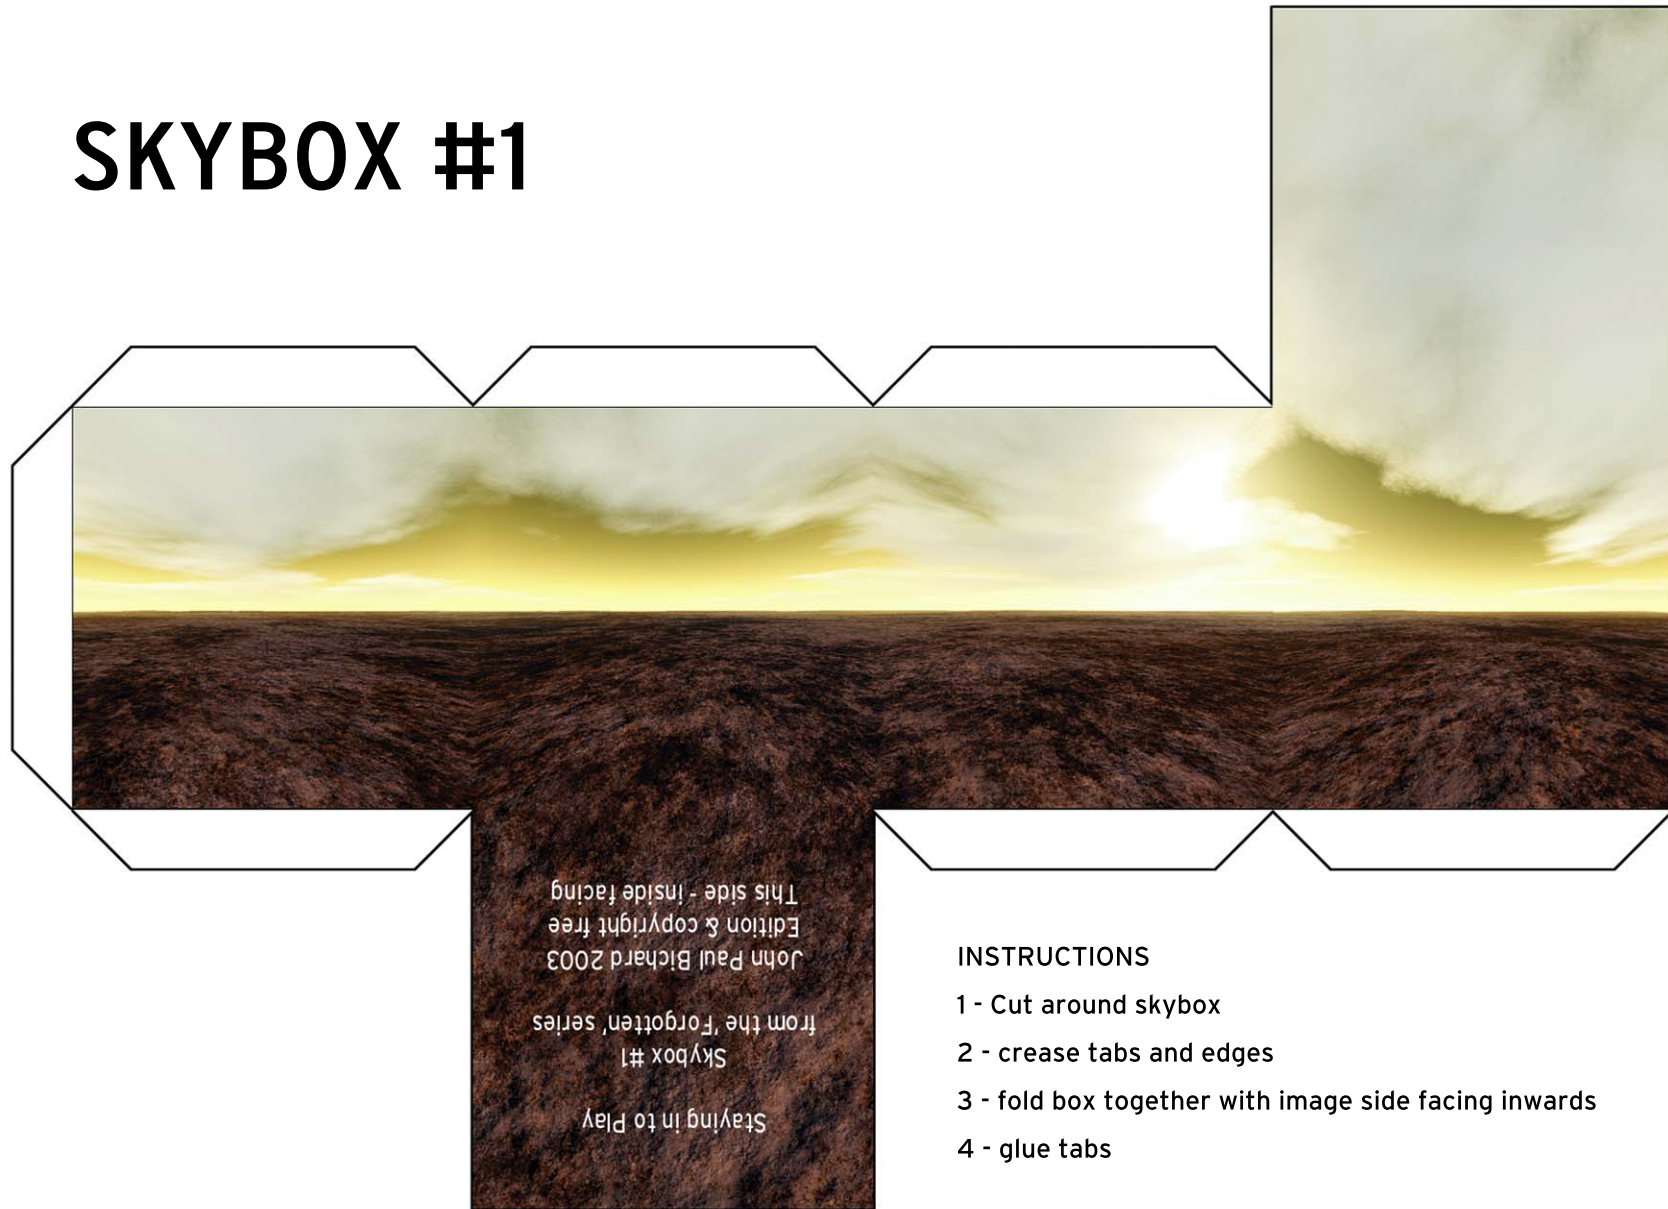 SKYBOX #1
Staying in to Play
Skybox #1
from the 'Forgotten' series
John Paul Bichard 2003
Edition & copyright free
This side - inside facing
INSTRUCTIONS
1 - Cut around skybox
2 - crease tabs and edges
3 - fold box together with image side facing inwards
4 - glue tabs